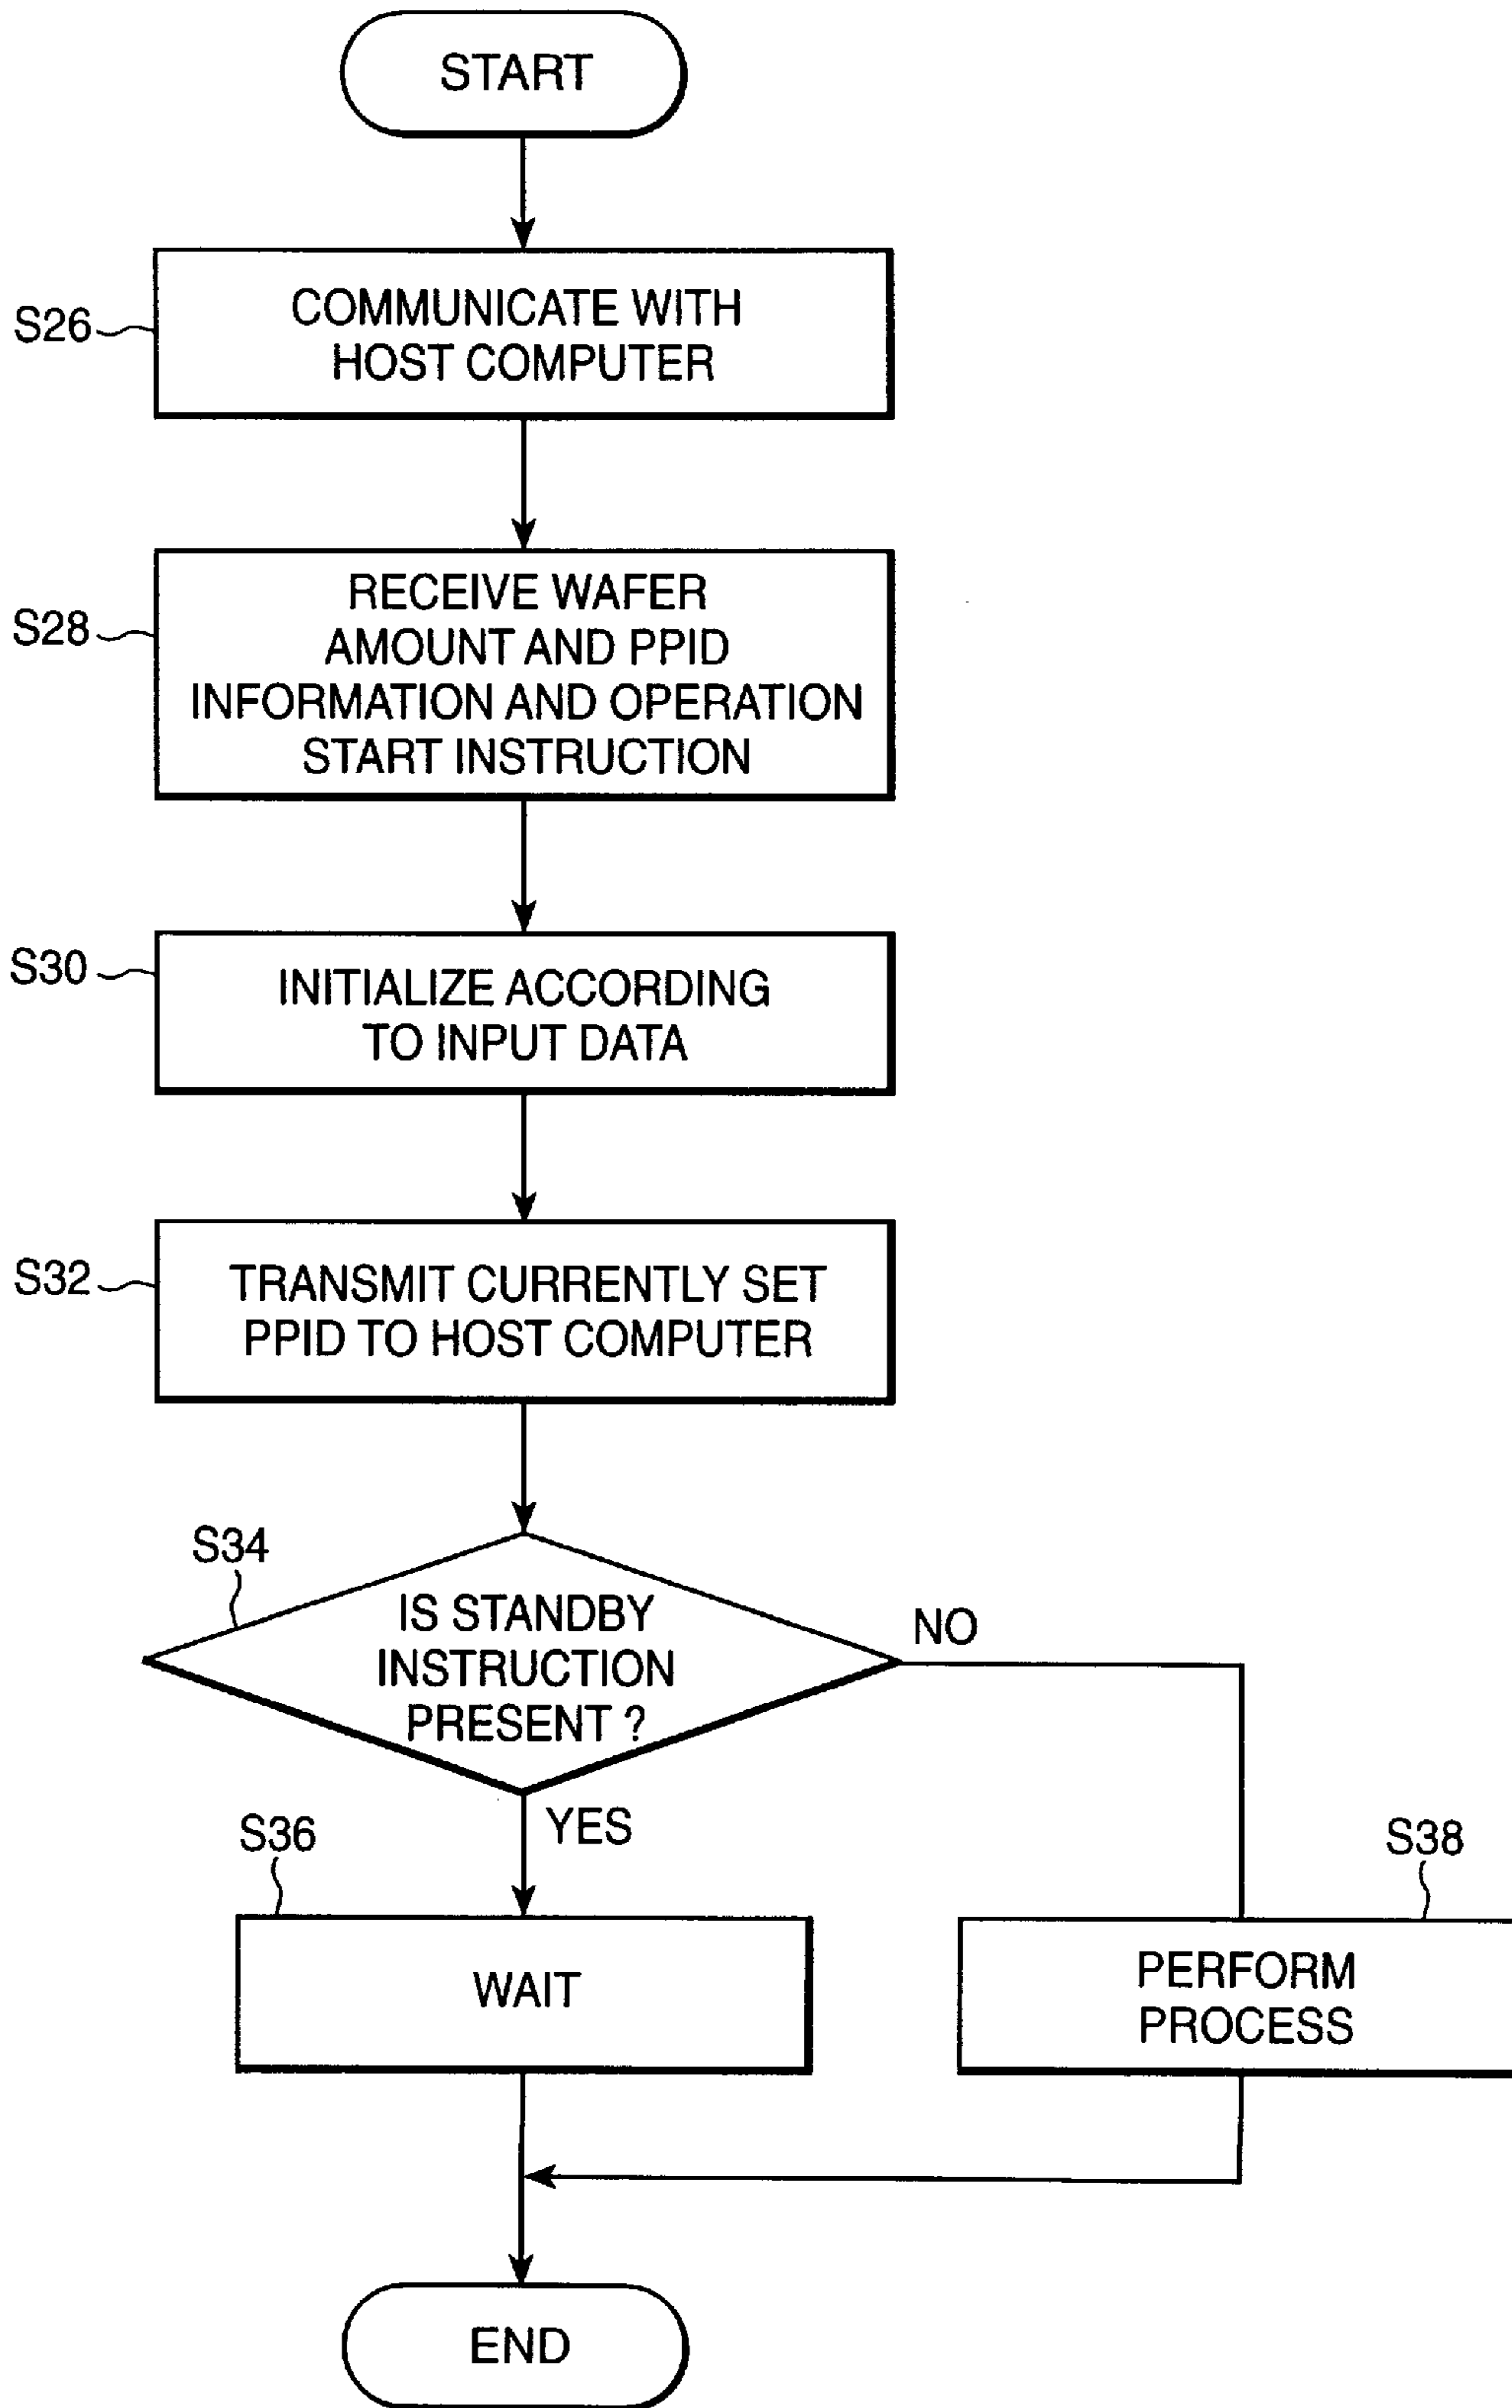 START
S26
COMMUNICATE WITH
HOST COMPUTER
S28
RECEIVE WAFER
AMOUNT AND PPID
INFORMATION AND OPERATION
START INSTRUCTION
S30
INITIALIZE ACCORDING
TO INPUT DATA
S32
TRANSMIT CURRENTLY SET
PPID TO HOST COMPUTER
S34
IS STANDBY
INSTRUCTION
PRESENT ?
NO
YES
S36
WAIT
S38
PERFORM
PROCESS
END